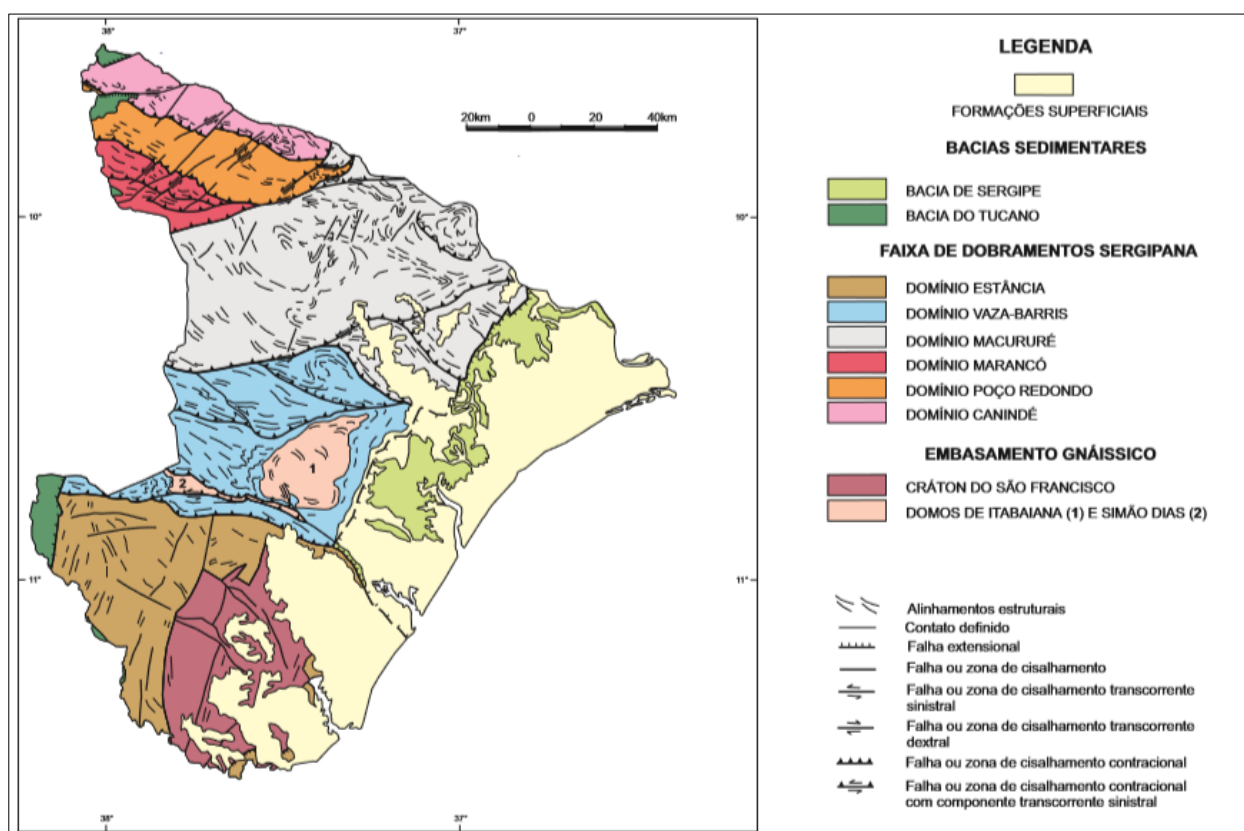 38°
37°
20km 0 20 40km
10°
10°
1
2
11°
11°
38°
37°
LEGENDA
FORMAÇÕES SUPERFICIAIS
BACIAS SEDIMENTARES
BACIA DE SERGIPE
BACIA DO TUCANO
FAIXA DE DOBRAMENTOS SERGIPANA
DOMÍNIO ESTÂNCIA
DOMÍNIO VAZA-BARRIS
DOMÍNIO MACURURÉ
DOMÍNIO MARANCÓ
DOMÍNIO POÇO REDONDO
DOMÍNIO CANINDÉ
EMBASAMENTO GNÁISSICO
CRÁTON DO SÃO FRANCISCO
DOMOS DE ITABAIANA (1) E SIMÃO DIAS (2)
Alinhamentos estruturais
Contato definido
Falha extensional
Falha ou zona de cisalhamento
Falha ou zona de cisalhamento transcorrente
sinistral
Falha ou zona de cisalhamento transcorrente
dextral
Falha ou zona de cisalhamento contracional
Falha ou zona de cisalhamento contracional
com componente transcorrente sinistral